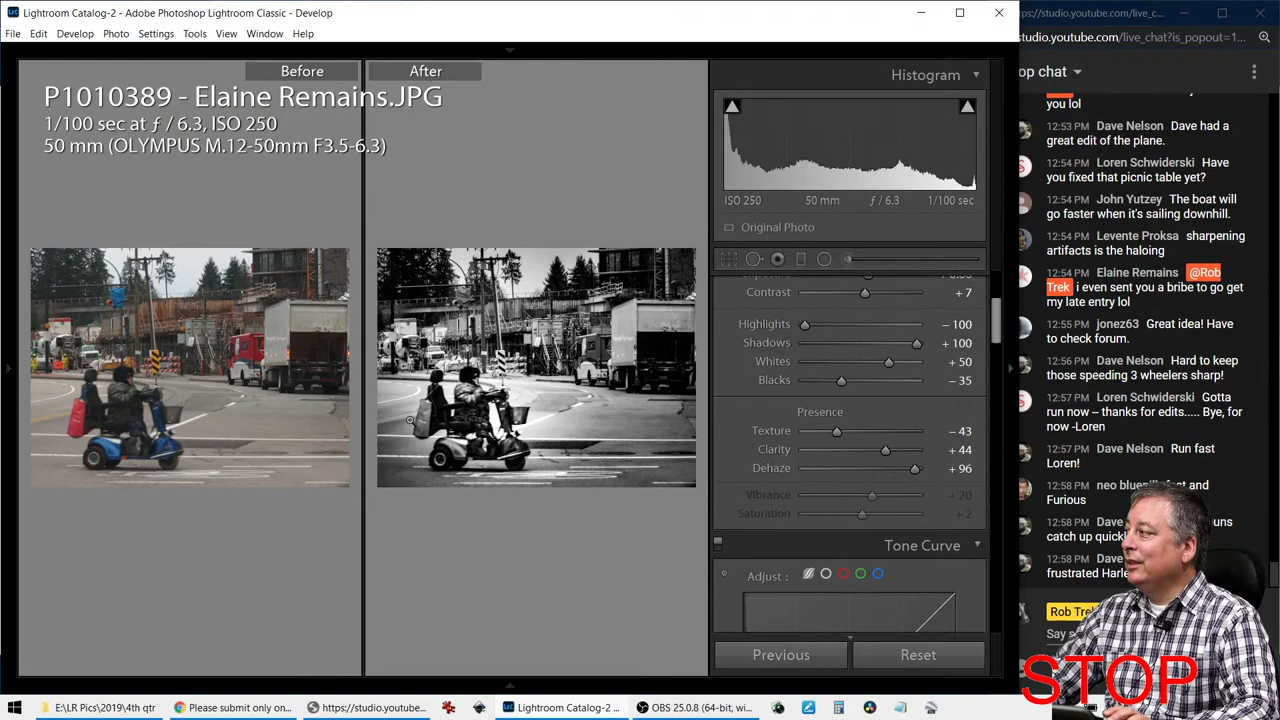 Lightroom Catalog-2 - Adobe Photoshop Lightroom Classic - Develop
File Edit Develop Photo Settings Tools View Window Help
Before
After
P1010389 - Elaine Remains.JPG
1/100 sec at ƒ / 6.3, ISO 250
50 mm (OLYMPUS M.12-50mm F3.5-6.3)
Histogram
ISO 250 50 mm ƒ / 6.3 1/100 sec
Original Photo
Contrast + 7
Highlights − 100
Shadows + 100
Whites + 50
Blacks − 35
Presence
Texture − 43
Clarity + 44
Dehaze + 96
Vibrance + 20
Saturation + 2
Tone Curve
Adjust :
Previous
Reset
ttps://studio.youtube.com/live_c...
studio.youtube.com/live_chat?is_popout=1...
op chat
you lol
12:53 PM Dave Nelson Dave had a
great edit of the plane.
12:54 PM Loren Schwiderski Have
you fixed that picnic table yet?
12:54 PM John Yutzey The boat will
go faster when it's sailing downhill.
12:54 PM Levente Proksa sharpening
artifacts is the haloing
12:54 PM Elaine Remains @Rob
Trek i even sent you a bribe to go get
my late entry lol
12:55 PM jonez63 Great idea! Have
to check forum.
12:56 PM Dave Nelson Hard to keep
those speeding 3 wheelers sharp!
12:57 PM Loren Schwiderski Gotta
run now – thanks for edits..... Bye, for
now -Loren
12:57 PM Dave Nelson Run fast
Loren!
12:58 PM neo and
Furious
12:58 PM Dave
catch up
12:58 PM Dave
frustrated
Rob
Say
STOP
E:\LR Pics\2019\4th qtr
Please submit only on...
https://studio.youtube...
Lightroom Catalog-2 ...
OBS 25.0.8 (64-bit, wi...